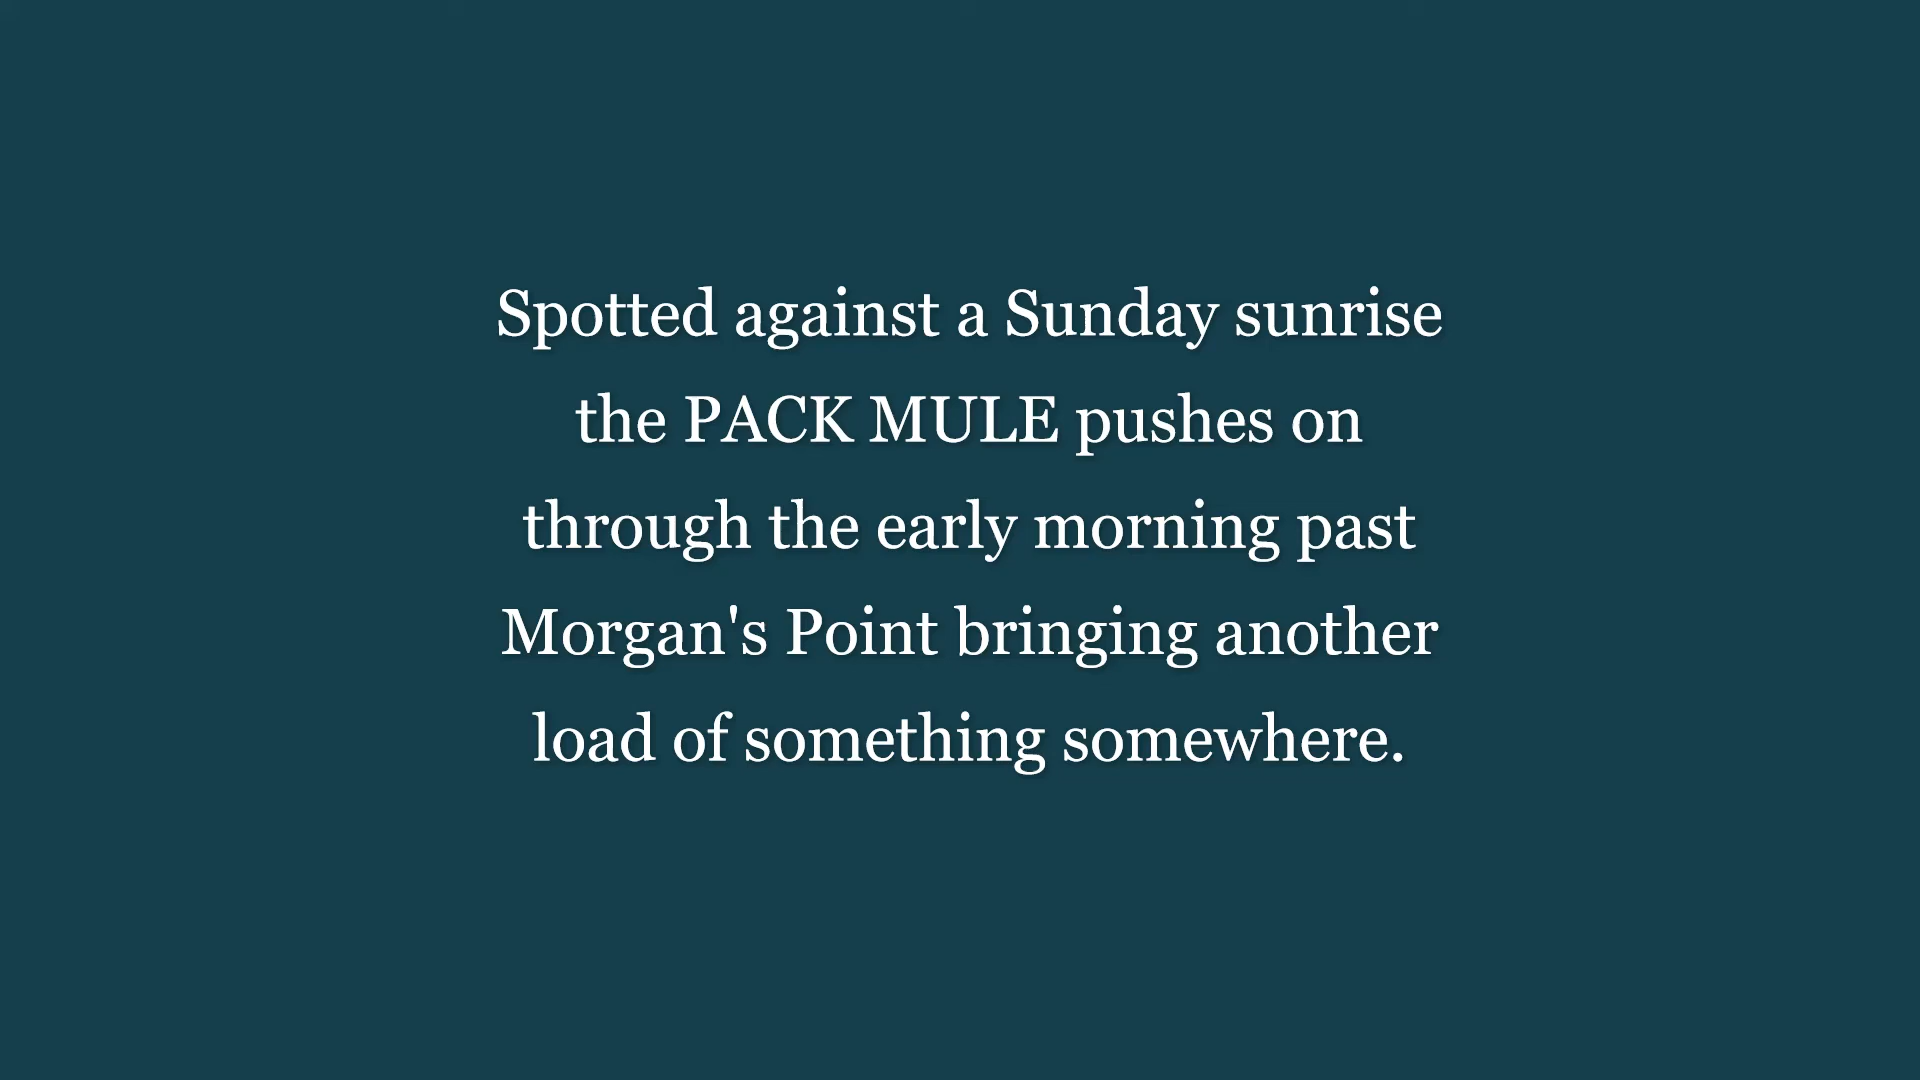 Spotted against a Sunday sunrise
the PACK MULE pushes on
through the early morning past
Morgan's Point bringing another
load of something somewhere.